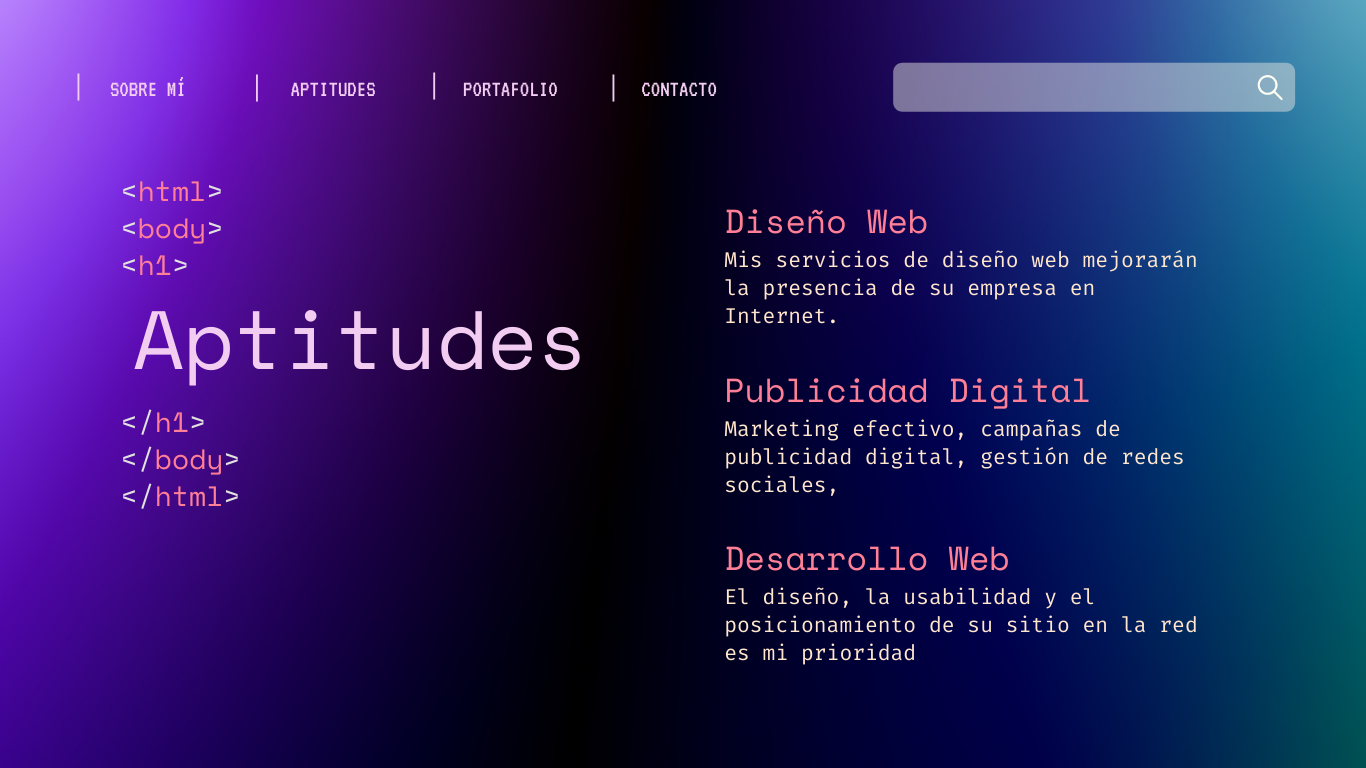 SOBRE MÍ
APTITUDES
PORTAFOLIO
CONTACTO
<html>
<body>
<h1>
Aptitudes
</h1>
</body>
</html>
Diseño Web
Mis servicios de diseño web mejorarán
la presencia de su empresa en
Internet.
Publicidad Digital
Marketing efectivo, campañas de
publicidad digital, gestión de redes
sociales,
Desarrollo Web
El diseño, la usabilidad y el
posicionamiento de su sitio en la red
es mi prioridad